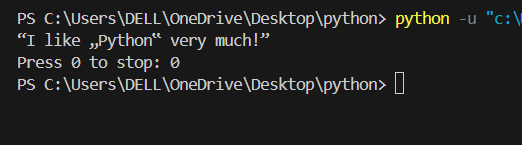 PS C:\Users\DELL\OneDrive\Desktop\python> python -u "c:\
“I like „Python‟ very much!”
Press 0 to stop: 0
PS C:\Users\DELL\OneDrive\Desktop\python>